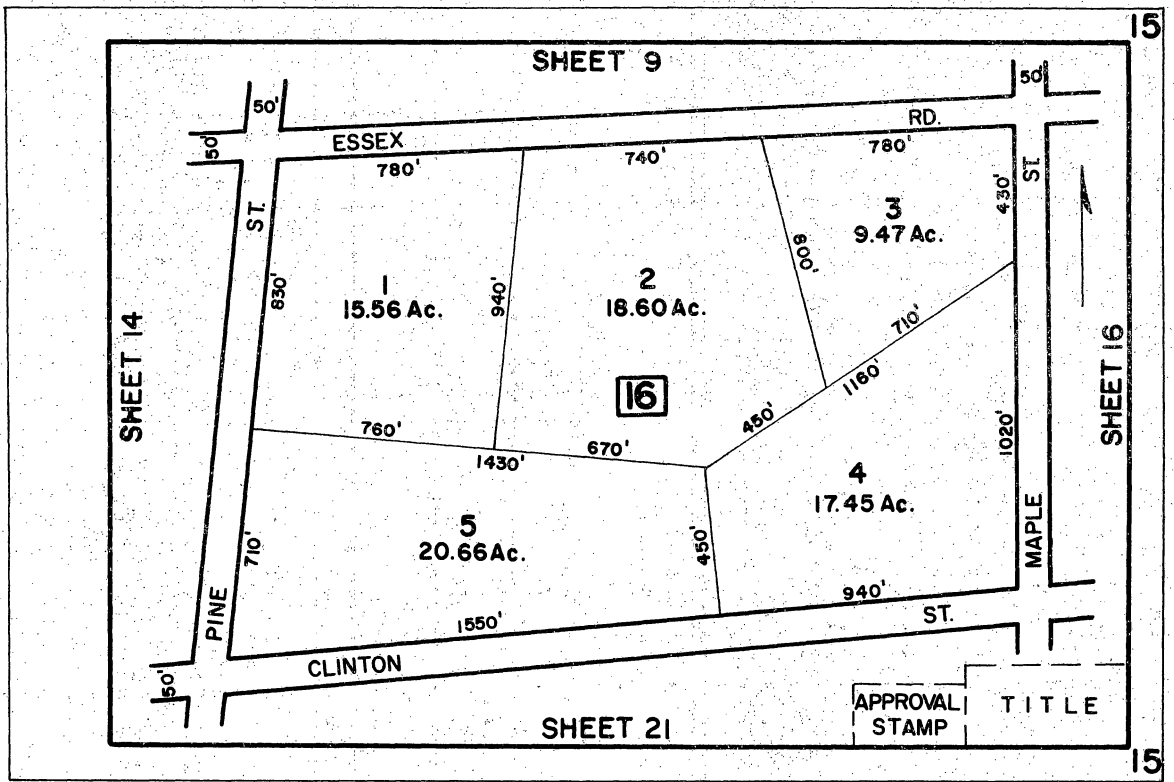 15
SHEET 9
50'
50'
50'
ESSEX RD.
780'
740'
780'
ST.
ST.
430'
3
9.47 Ac.
800'
830'
1
15.56 Ac.
940'
2
18.60 Ac.
710'
SHEET 14
SHEET 16
16
1160'
450'
760'
670'
1430'
1020'
4
17.45 Ac.
5
20.66 Ac.
710'
450'
MAPLE
PINE
940'
1550'
ST.
CLINTON
50'
APPROVAL
STAMP
TITLE
SHEET 21
15